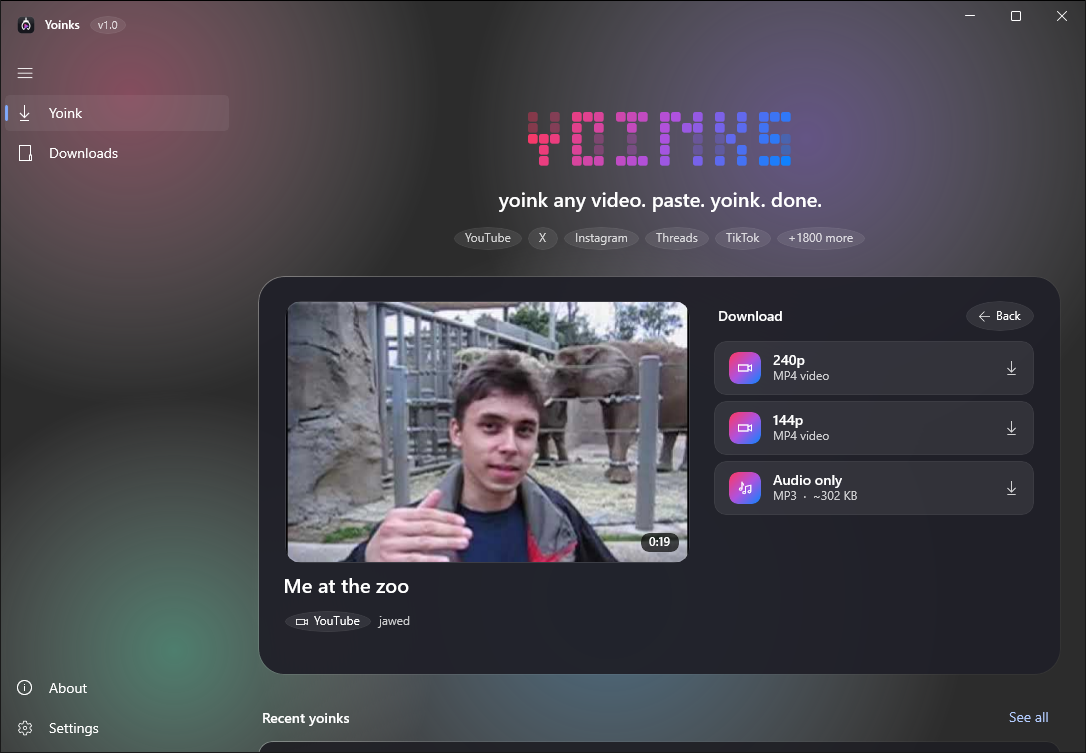 Yoinks v1.0
Yoink
Downloads
YOINKS
yoink any video. paste. yoink. done.
YouTube X Instagram Threads TikTok +1800 more
0:19
Me at the zoo
YouTube jawed
Download Back
240p
MP4 video
144p
MP4 video
Audio only
MP3 · ~302 KB
About
Settings
Recent yoinks See all